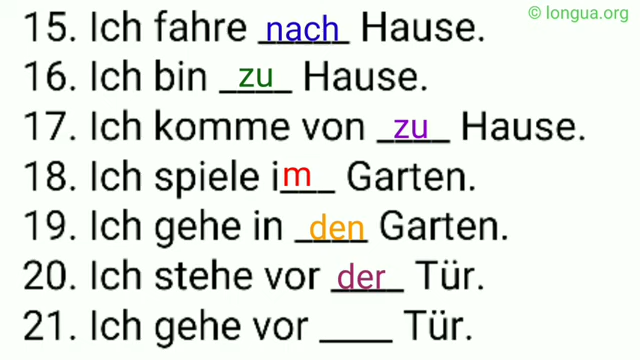 © longua.org
15. Ich fahre nach Hause.
16. Ich bin zu Hause.
17. Ich komme von zu Hause.
18. Ich spiele im Garten.
19. Ich gehe in den Garten.
20. Ich stehe vor der Tür.
21. Ich gehe vor ____ Tür.